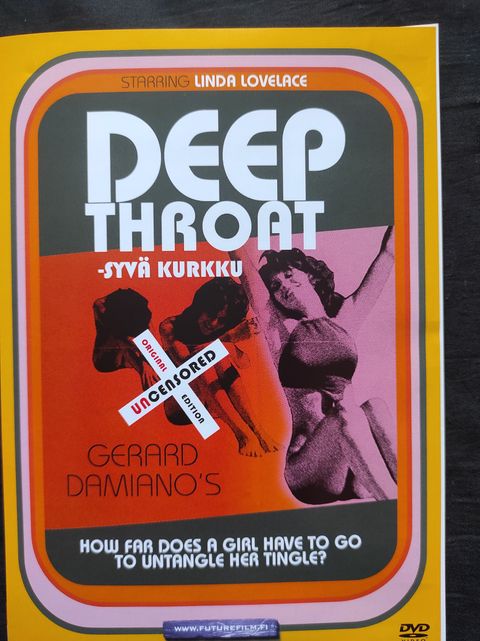 STARRING LINDA LOVELACE
DEEP
THROAT
-SYVÄ KURKKU
ORIGINAL
UNCENSORED
EDITION
GERARD
DAMIANO'S
HOW FAR DOES A GIRL HAVE TO GO
TO UNTANGLE HER TINGLE?
WWW.FUTUREFILM.FI
DVD
VIDEO